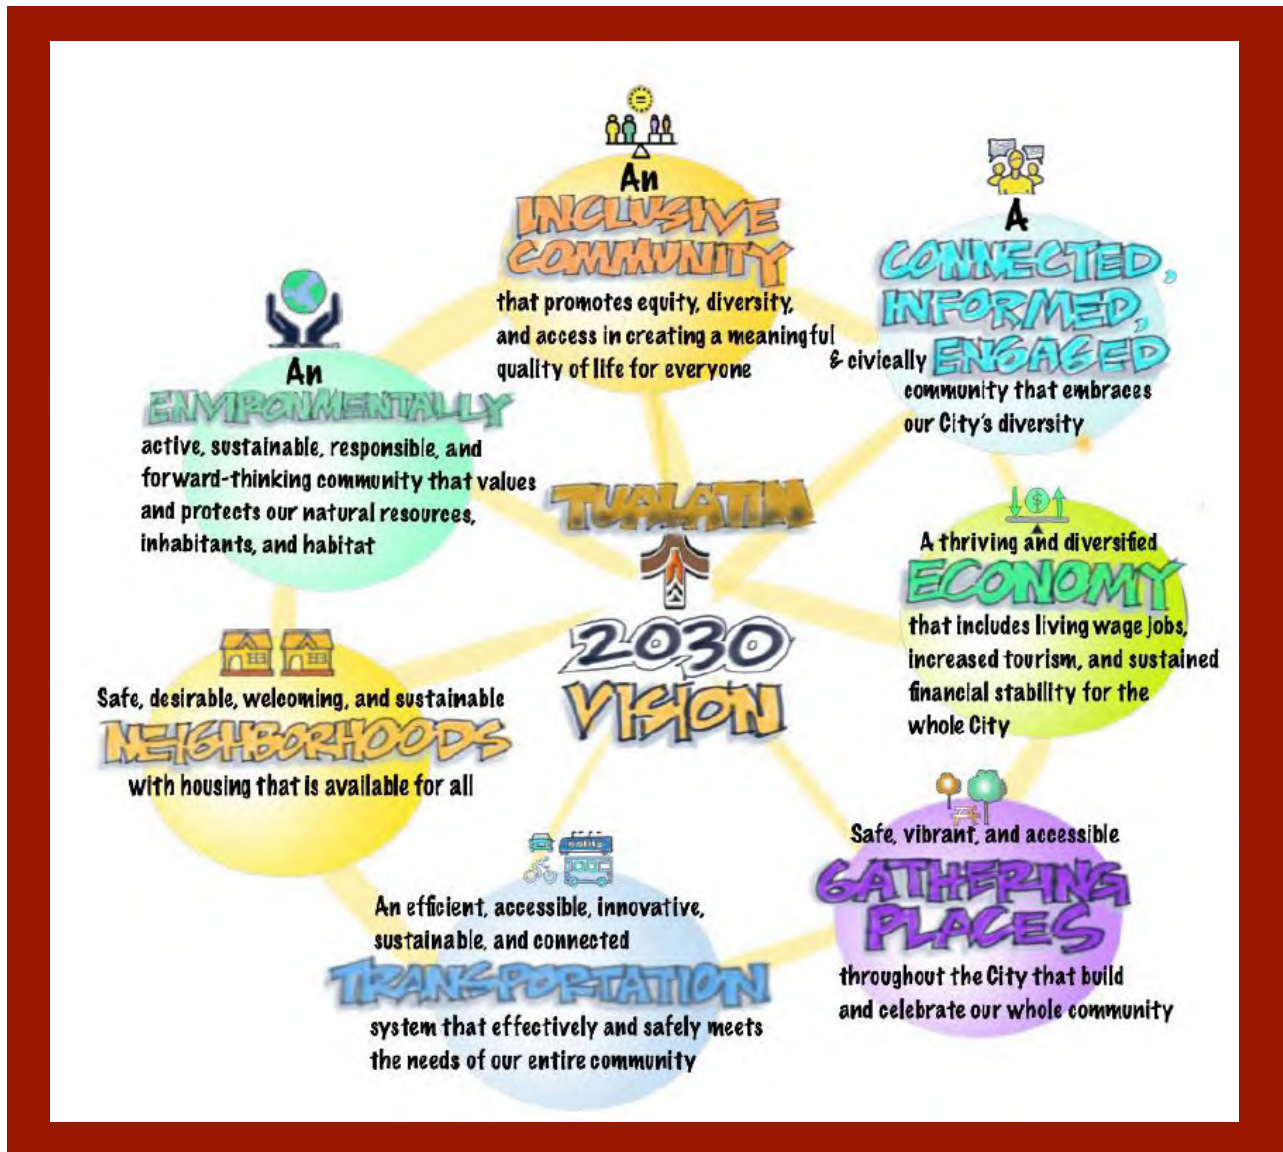 An
INCLUSIVE
COMMUNITY
that promotes equity, diversity,
and access in creating a meaningful
quality of life for everyone
A
CONNECTED,
INFORMED,
& civically ENGAGED
community that embraces
our City's diversity
An
ENVIRONMENTALLY
active, sustainable, responsible, and
forward-thinking community that values
and protects our natural resources,
inhabitants, and habitat
TUALATIN
2030
VISION
$
A thriving and diversified
ECONOMY
that includes living wage jobs,
increased tourism, and sustained
financial stability for the
whole City
Safe, desirable, welcoming, and sustainable
NEIGHBORHOODS
with housing that is available for all
Safe, vibrant, and accessible
GATHERING
PLACES
throughout the City that build
and celebrate our whole community
An efficient, accessible, innovative,
sustainable, and connected
TRANSPORTATION
system that effectively and safely meets
the needs of our entire community